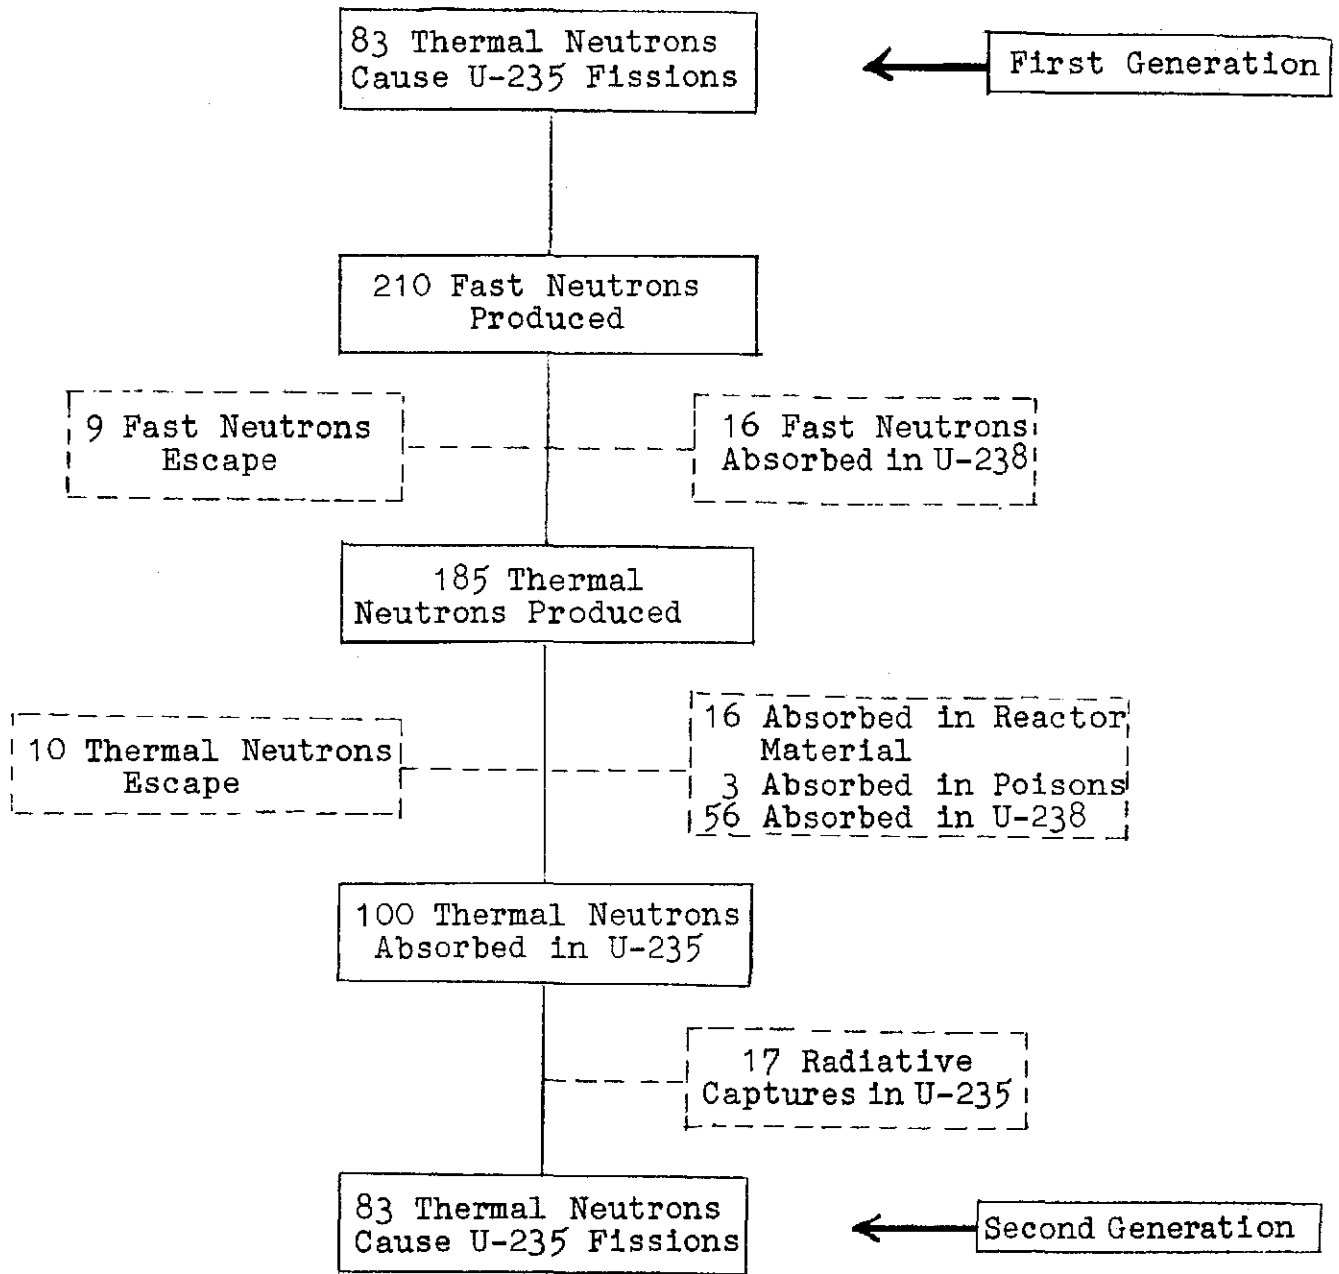 83 Thermal Neutrons
Cause U-235 Fissions
First Generation
210 Fast Neutrons
Produced
9 Fast Neutrons
Escape
16 Fast Neutrons
Absorbed in U-238
185 Thermal
Neutrons Produced
10 Thermal Neutrons
Escape
16 Absorbed in Reactor
Material
3 Absorbed in Poisons
56 Absorbed in U-238
100 Thermal Neutrons
Absorbed in U-235
17 Radiative
Captures in U-235
83 Thermal Neutrons
Cause U-235 Fissions
Second Generation